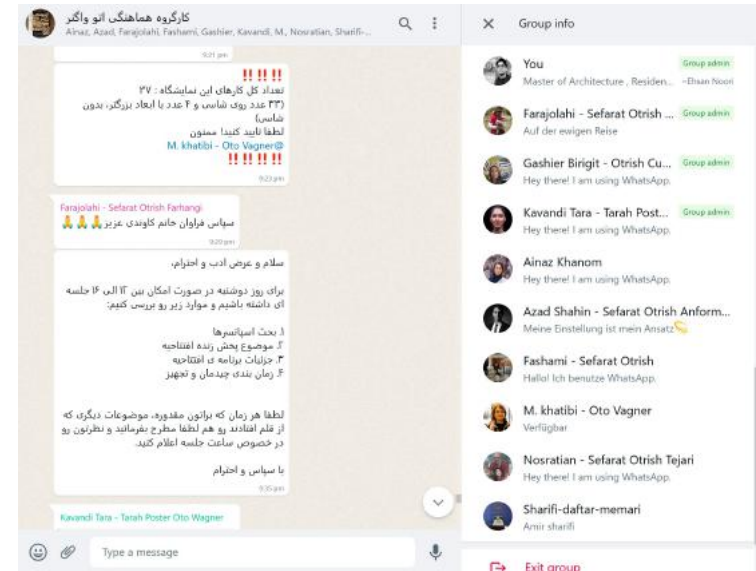 کارگروه هماهنگی اتو واگنر
Ainaz, Azad, Farajolahi, Fashami, Gashier, Kavandi, M., Nosratian, Sharifi-...
9:21 pm
‼️‼️‼️
تعداد کل کارهای این نمایشگاه : ۳۷
(۳۳ عدد روی شاسی و ۴ عدد با ابعاد بزرگتر، بدون
شاسی)
لطفا تایید کنید! ممنون
@M. khatibi - Oto Vagner
‼️‼️‼️
9:23 pm
Farajolahi - Sefarat Otrish Farhangi
سپاس فراوان خانم کاوندی عزیز🙏🙏🙏
9:29 pm
سلام و عرض ادب و احترام،
برای روز دوشنبه در صورت امکان بین ۱۲ الی ۱۶ جلسه
ای داشته باشیم و موارد زیر رو بررسی کنیم:
۱. بحث اسپانسرها
۲. موضوع پخش زنده افتتاحیه
۳. جزئیات برنامه ی افتتاحیه
۴. زمان بندی چیدمان و تجهیز
لطفا هر زمان که براتون مقدوره، موضوعات دیگری که
از قلم افتادند رو هم لطفا مطرح بفرمائید و نظرتون رو
در خصوص ساعت جلسه اعلام کنید.
با سپاس و احترام
9:35 pm
Kavandi Tara - Tarah Poster Oto Wagner
Type a message
Group info
You
Group admin
Master of Architecture , Residen... ~Ehsan Noori
Farajolahi - Sefarat Otrish ...
Group admin
Auf der ewigen Reise
Gashier Birigit - Otrish Cu...
Group admin
Hey there! I am using WhatsApp.
Kavandi Tara - Tarah Post...
Group admin
Hey there! I am using WhatsApp.
Ainaz Khanom
Hey there! I am using WhatsApp.
Azad Shahin - Sefarat Otrish Anform...
Meine Einstellung ist mein Ansatz💫
Fashami - Sefarat Otrish
Hallo! Ich benutze WhatsApp.
M. khatibi - Oto Vagner
Verfügbar
Nosratian - Sefarat Otrish Tejari
Hey there! I am using WhatsApp.
Sharifi-daftar-memari
Amir sharifi
Exit group